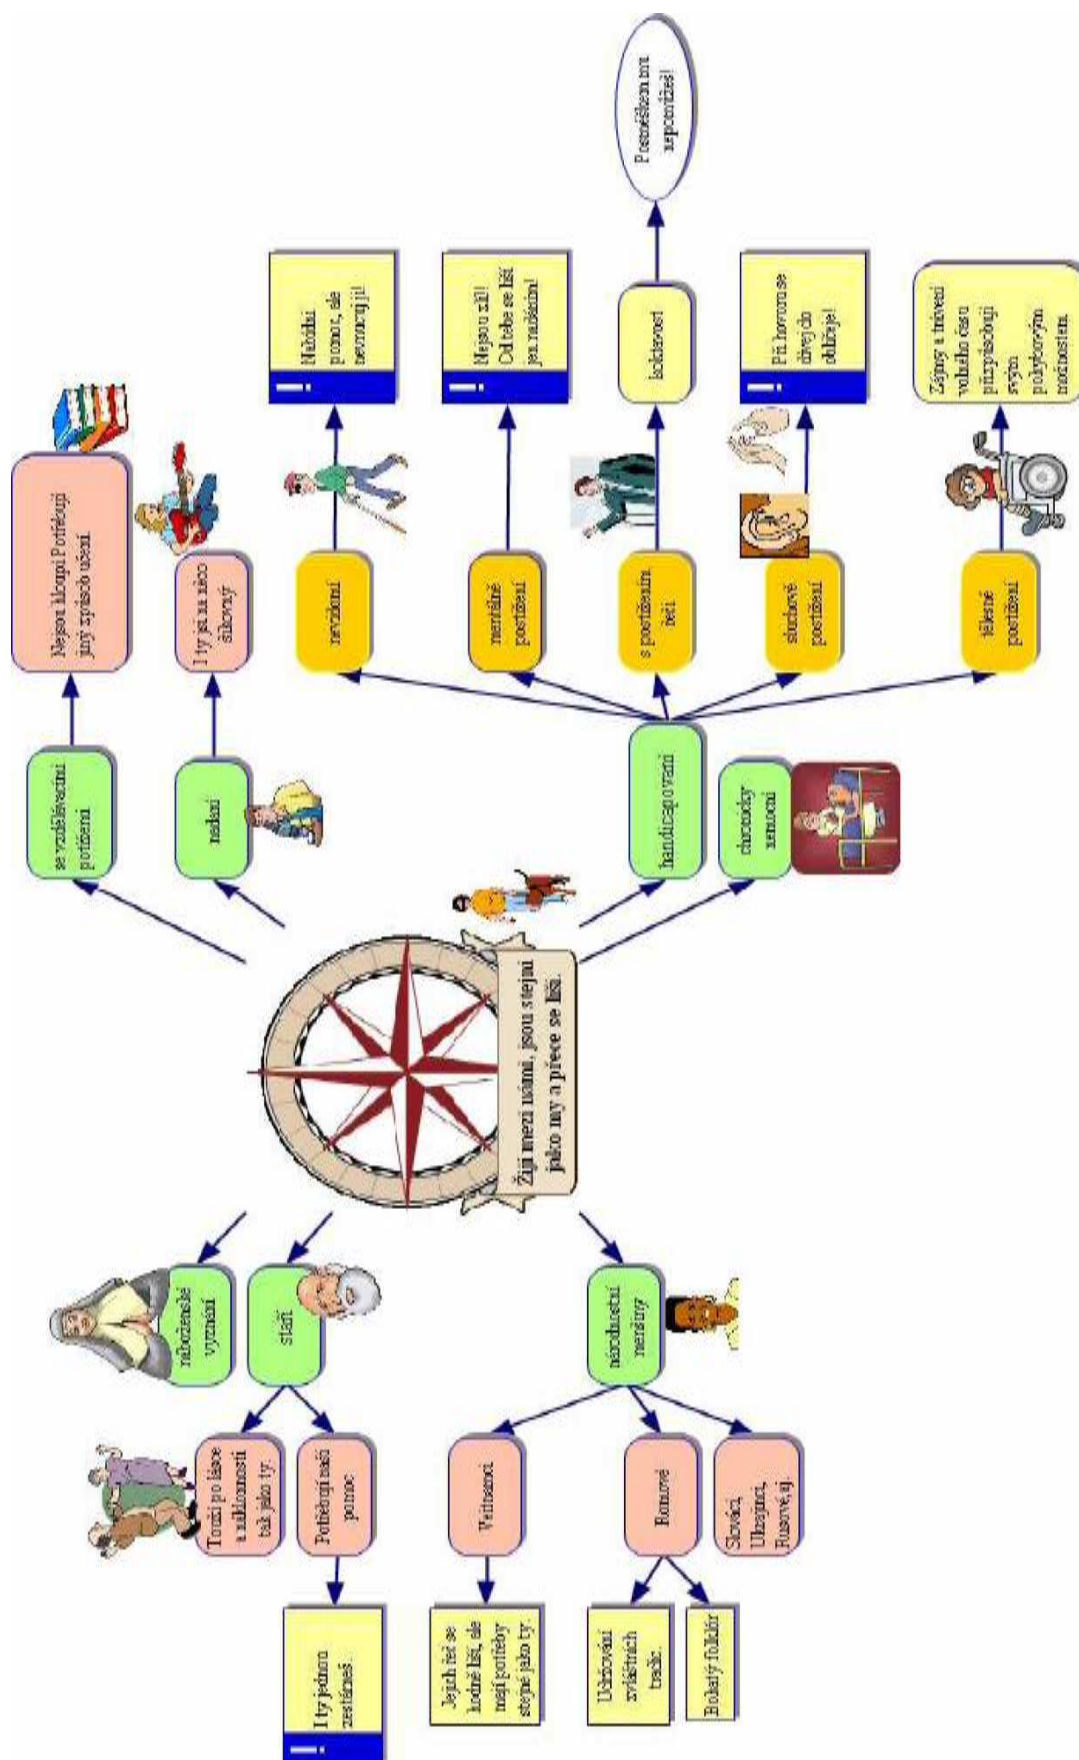 Nejsou hloupí Potřebují
jiný způsob učení.
se vzdělávacími
potížemi
I ty jsi na něco
šikovný
nadaní
náboženské
vyznání
Touží po lásce
a náklonnosti
tak jako ty.
staří
Potřebují naši
pomoc
!
I ty jednou
zestárneš.
Žijí mezi námi, jsou stejní
jako my a přece se liší.
nevidomí
!
Nabídni
pomoc, ale
nevnucuj ji!
mentálně
postižení
!
Nejsou zlí!
Od tebe se liší
jen nadáním!
handicapovaní
s postižením
řeči
koktavost
Posměškem mu
nepomůžeš!
sluchově
postižení
!
Při hovoru se
dívej do
obličeje!
tělesně
postižení
Zájmy a trávení
volného času
přizpůsobují
svým
pohybovým
možnostem.
chronicky
nemocní
národnostní
menšiny
Vietnamci
Jejich řeč se
hodně liší, ale
mají potřeby
stejné jako ty.
Romové
Udržování
zvláštních
tradic.
Bohatý folklór
Slováci,
Ukrajinci,
Rusové,aj.